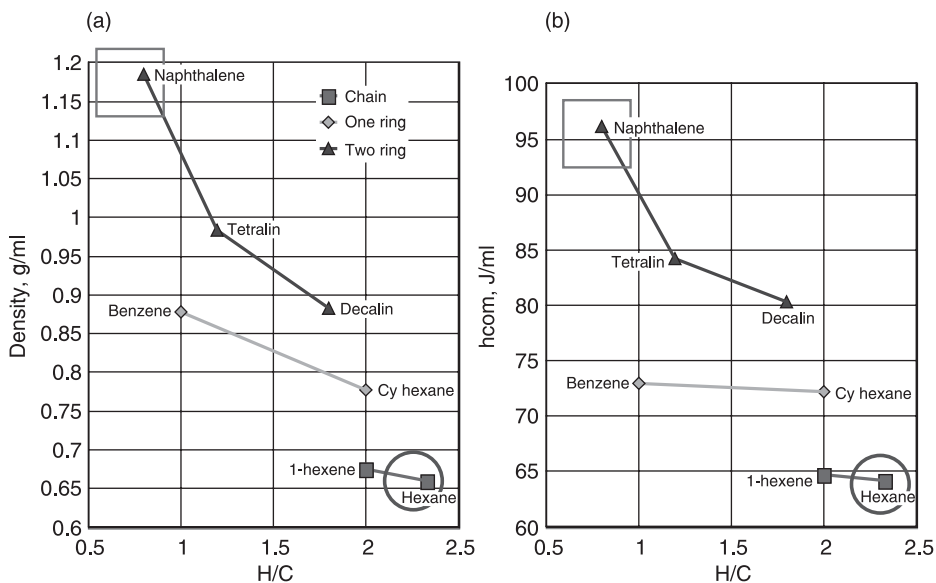 (a)
1.2
1.15
1.1
1.05
1
0.95
0.9
0.85
0.8
0.75
0.7
0.65
0.6
Density, g/ml
Naphthalene
Chain
One ring
Two ring
Tetralin
Benzene
Decalin
Cy hexane
1-hexene
Hexane
0.5
1
1.5
2
2.5
H/C
(b)
100
95
90
85
80
75
70
65
60
hcom, J/ml
Naphthalene
Tetralin
Decalin
Benzene
Cy hexane
1-hexene
Hexane
0.5
1
1.5
2
2.5
H/C